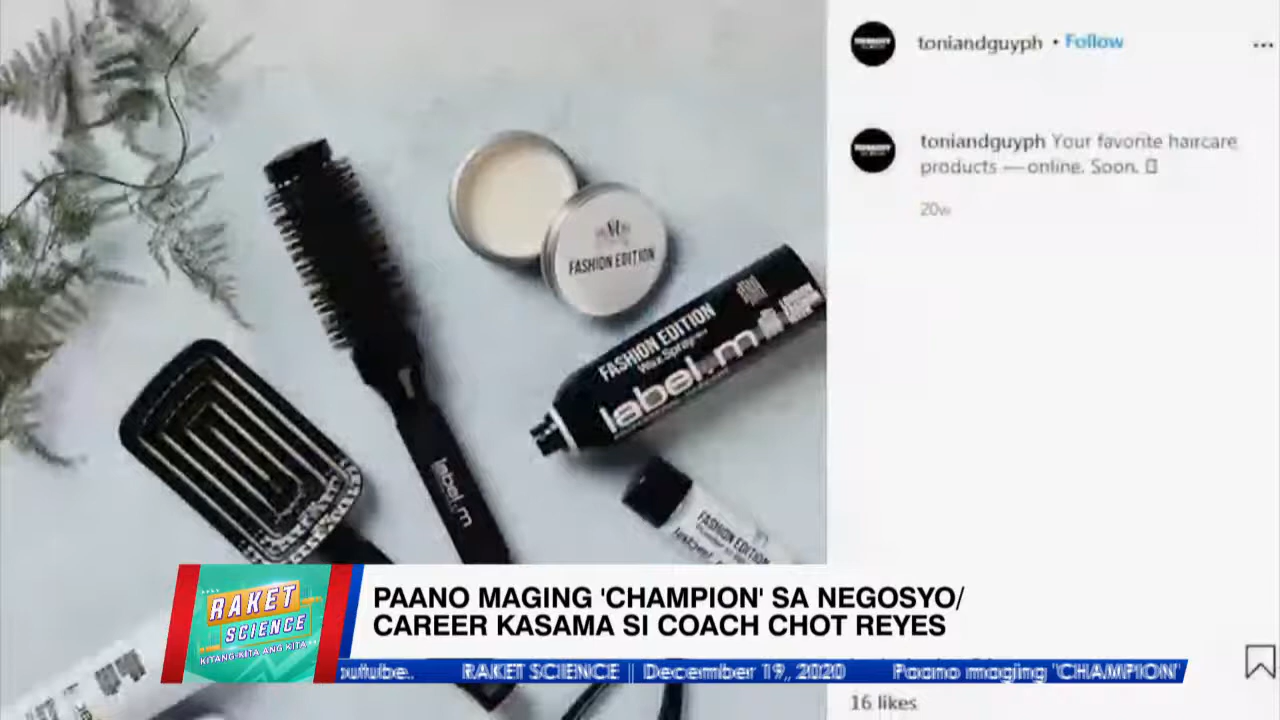 toniandguyph • Follow
toniandguyph Your favorite haircare
products — online. Soon.
20w
FASHION EDITION
FASHION EDITION
Wax Spray
label.m
label.m
FASHION EDITION
label.m
RAKET
SCIENCE
KITANG KITA ANG KITA
PAANO MAGING 'CHAMPION' SA NEGOSYO/
CAREER KASAMA SI COACH CHOT REYES
outube.. RAKET SCIENCE || December 19, 2020 Paano maging "CHAMPION"
16 likes